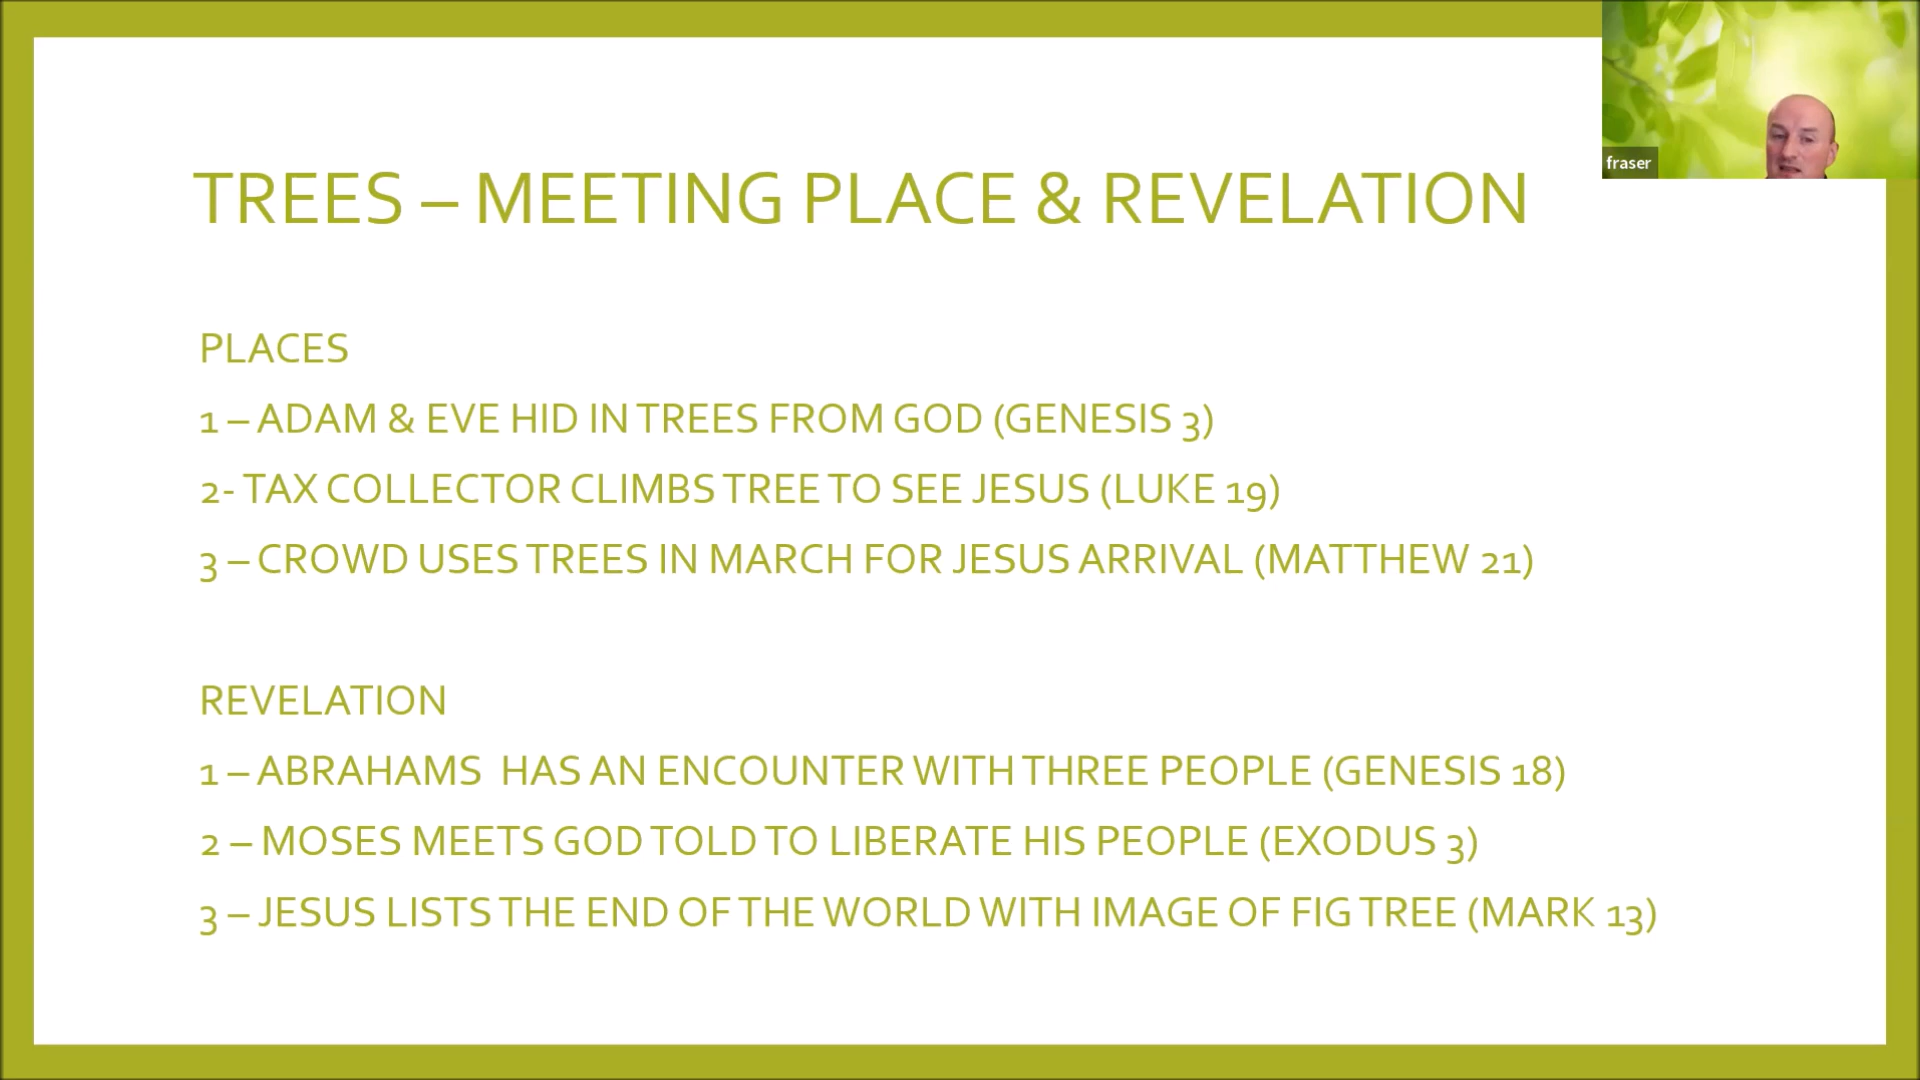 fraser
TREES – MEETING PLACE & REVELATION
PLACES
1 – ADAM & EVE HID IN TREES FROM GOD (GENESIS 3)
2- TAX COLLECTOR CLIMBS TREE TO SEE JESUS (LUKE 19)
3 – CROWD USES TREES IN MARCH FOR JESUS ARRIVAL (MATTHEW 21)
REVELATION
1 – ABRAHAMS  HAS AN ENCOUNTER WITH THREE PEOPLE (GENESIS 18)
2 – MOSES MEETS GOD TOLD TO LIBERATE HIS PEOPLE (EXODUS 3)
3 – JESUS LISTS THE END OF THE WORLD WITH IMAGE OF FIG TREE (MARK 13)